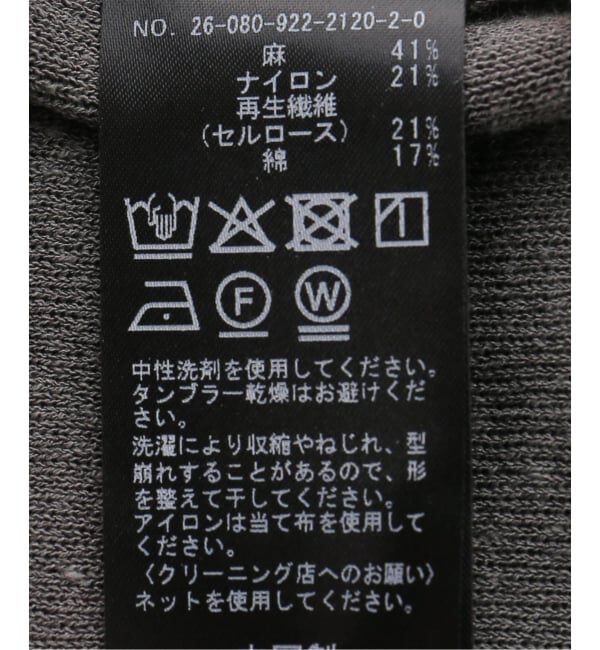 NO. 26-080-922-2120-2-0
麻 41%
ナイロン 21%
再生繊維
(セルロース) 21%
綿 17%
F W
中性洗剤を使用してください。
タンブラー乾燥はお避けくだ
さい。
洗濯により収縮やねじれ、型
崩れすることがあるので、形
を整えて干してください。
アイロンは当て布を使用して
ください。
〈クリーニング店へのお願い〉
ネットを使用してください。